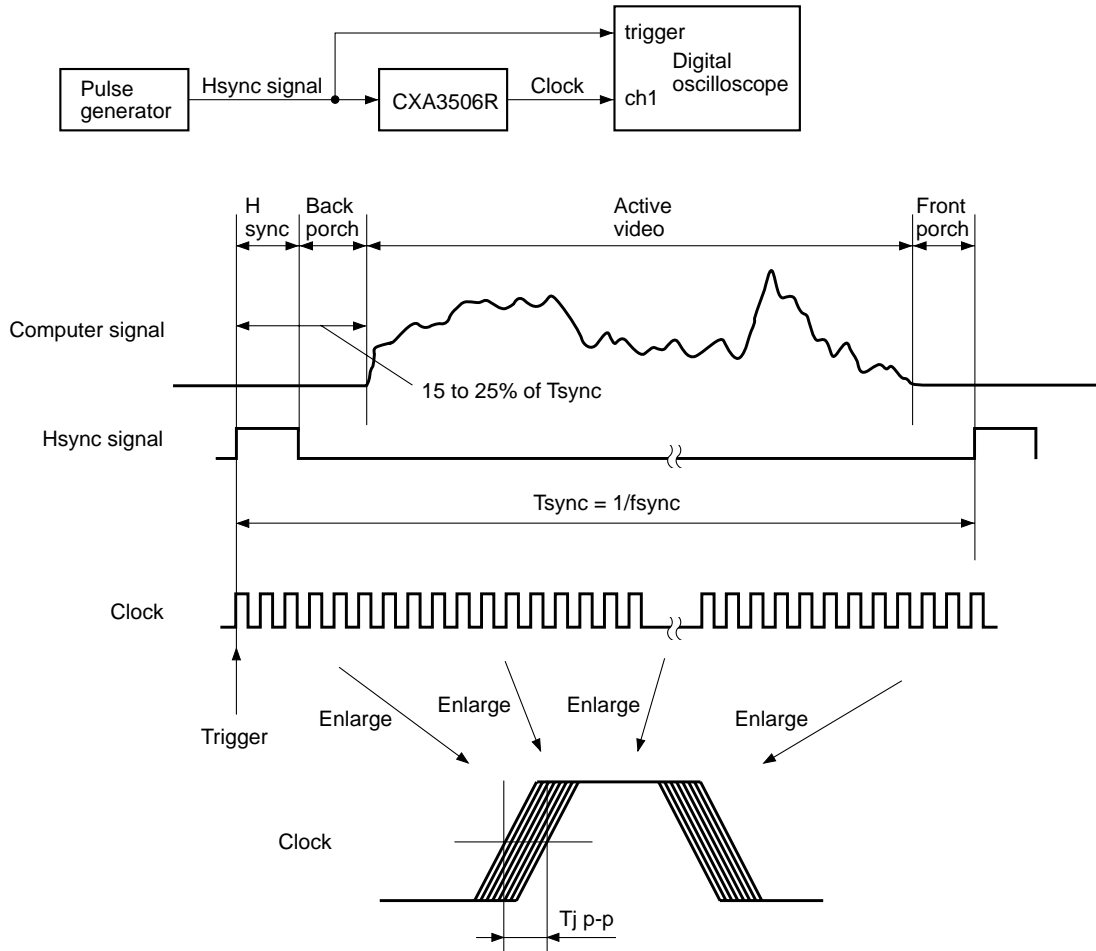 trigger
Digital
oscilloscope
ch1
Pulse
generator
Hsync signal
CXA3506R
Clock
H
sync
Back
porch
Active
video
Front
porch
Computer signal
15 to 25% of Tsync
Hsync signal
Tsync = 1/fsync
Clock
Trigger
Enlarge
Enlarge
Enlarge
Enlarge
Clock
Tj p-p